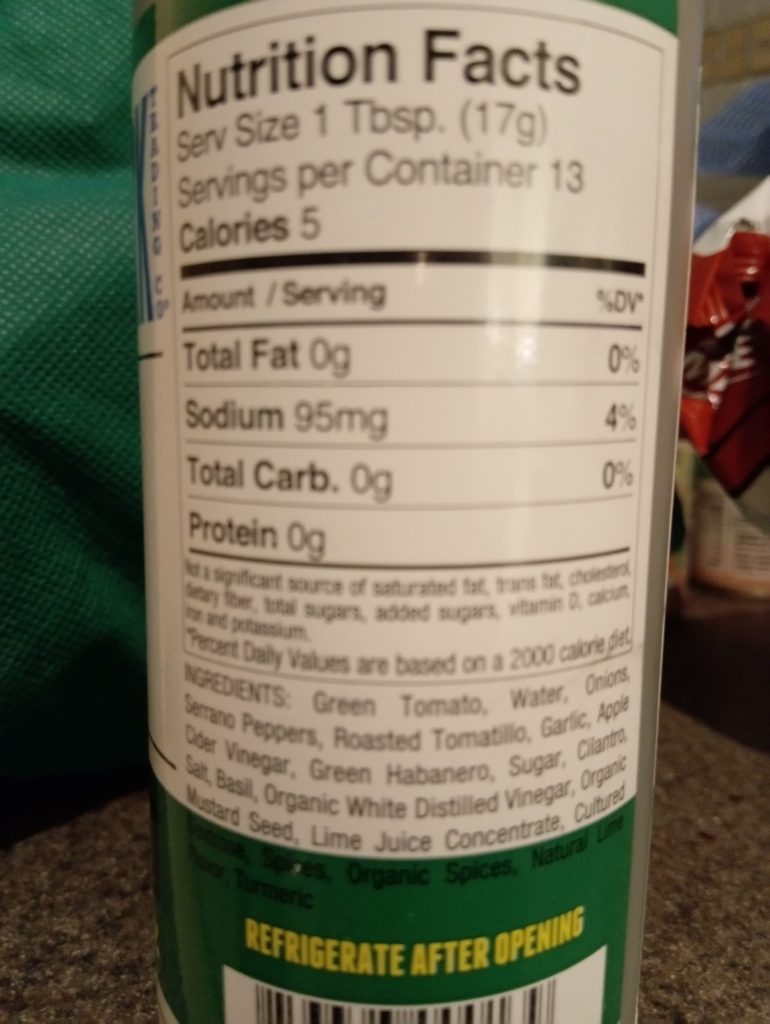 Nutrition Facts
Serv Size 1 Tbsp. (17g)
Servings per Container 13
Calories 5
Amount / Serving %DV*
Total Fat 0g 0%
Sodium 95mg 4%
Total Carb. 0g 0%
Protein 0g
Not a significant source of saturated fat, trans fat, cholesterol,
dietary fiber, total sugars, added sugars, vitamin D, calcium,
iron and potassium.
*Percent Daily Values are based on a 2000 calorie diet.
INGREDIENTS: Green Tomato, Water, Onions,
Serrano Peppers, Roasted Tomatillo, Garlic, Apple
Cider Vinegar, Green Habanero, Sugar, Cilantro,
Salt, Basil, Organic White Distilled Vinegar, Organic
Mustard Seed, Lime Juice Concentrate, Cultured
Dextrose, Spices, Organic Spices, Natural Lime
Flavor, Turmeric
REFRIGERATE AFTER OPENING
K
TRADING CO